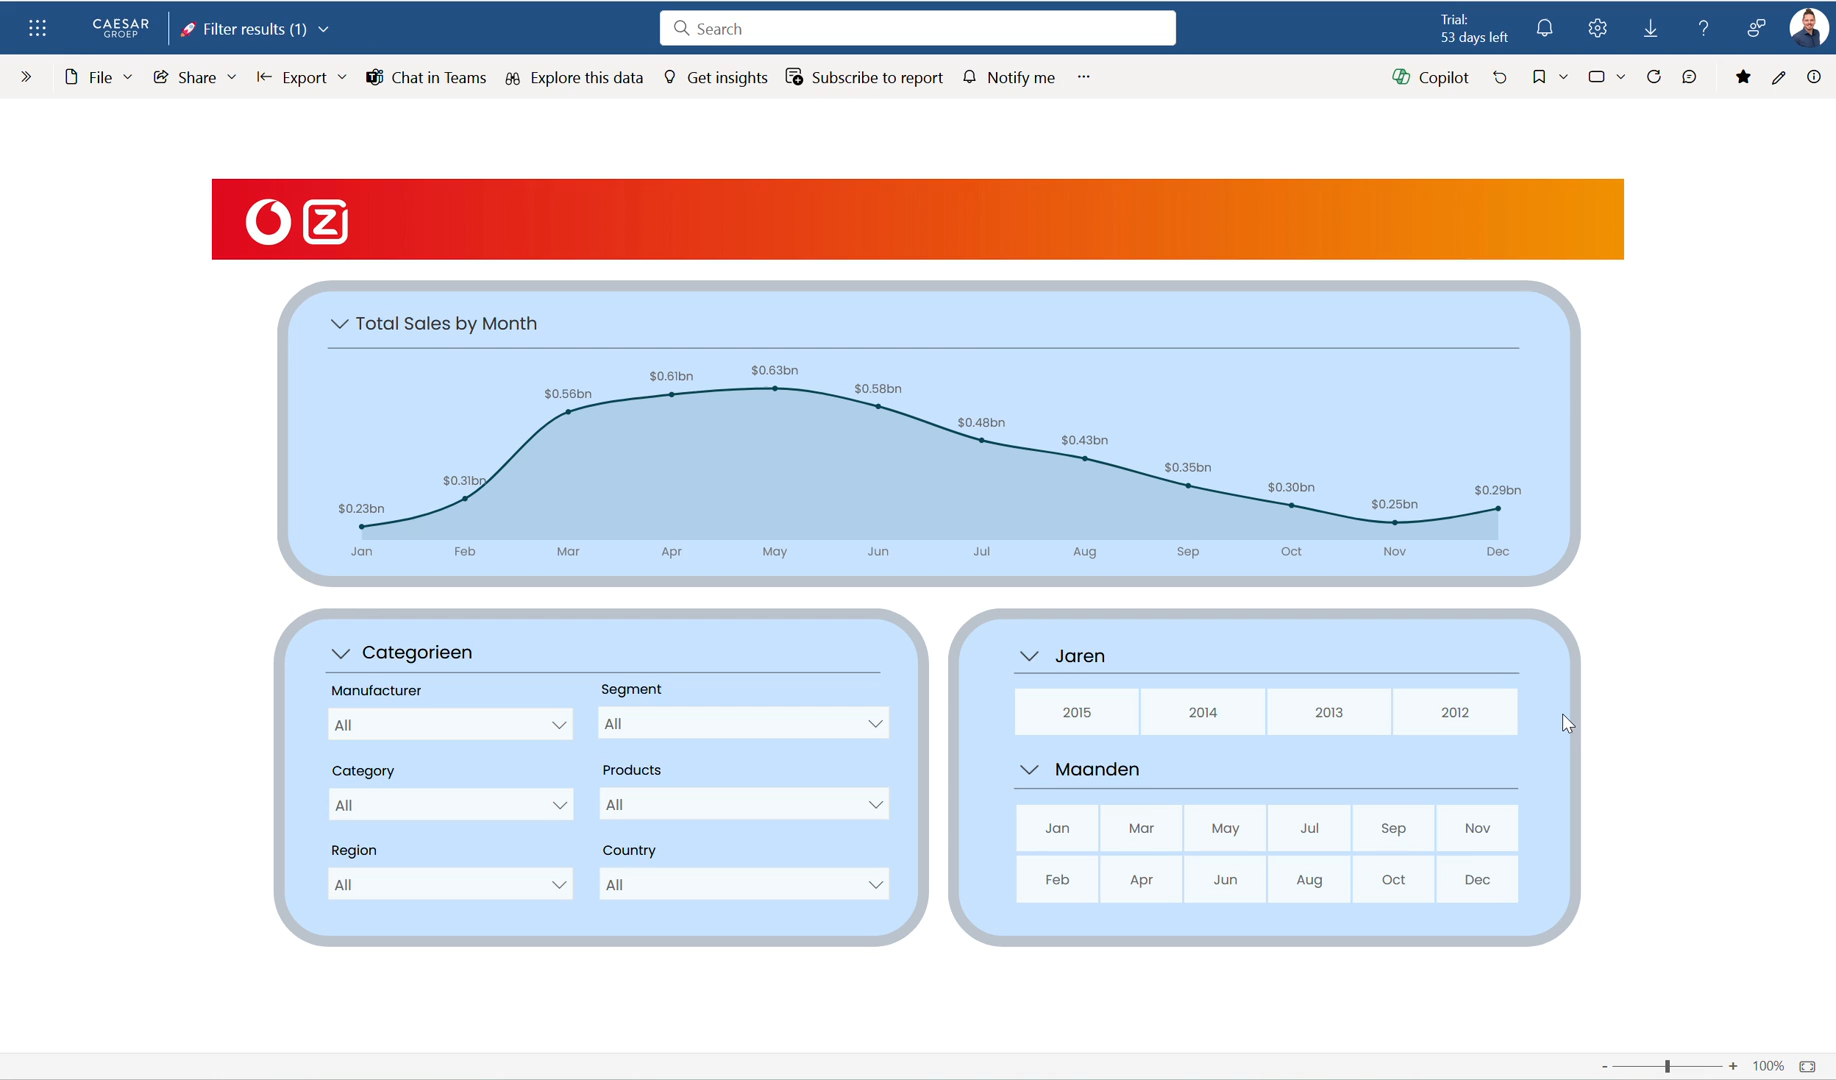 CAESAR
GROEP
Filter results (1)
Search
Trial:
53 days left
File
Share
Export
Chat in Teams
Explore this data
Get insights
Subscribe to report
Notify me
Copilot
Total Sales by Month
$0.23bn
$0.31bn
$0.56bn
$0.61bn
$0.63bn
$0.58bn
$0.48bn
$0.43bn
$0.35bn
$0.30bn
$0.25bn
$0.29bn
Jan Feb Mar Apr May Jun Jul Aug Sep Oct Nov Dec
Categorieen
Manufacturer
All
Segment
All
Category
All
Products
All
Region
All
Country
All
Jaren
2015 2014 2013 2012
Maanden
Jan Mar May Jul Sep Nov
Feb Apr Jun Aug Oct Dec
- + 100%